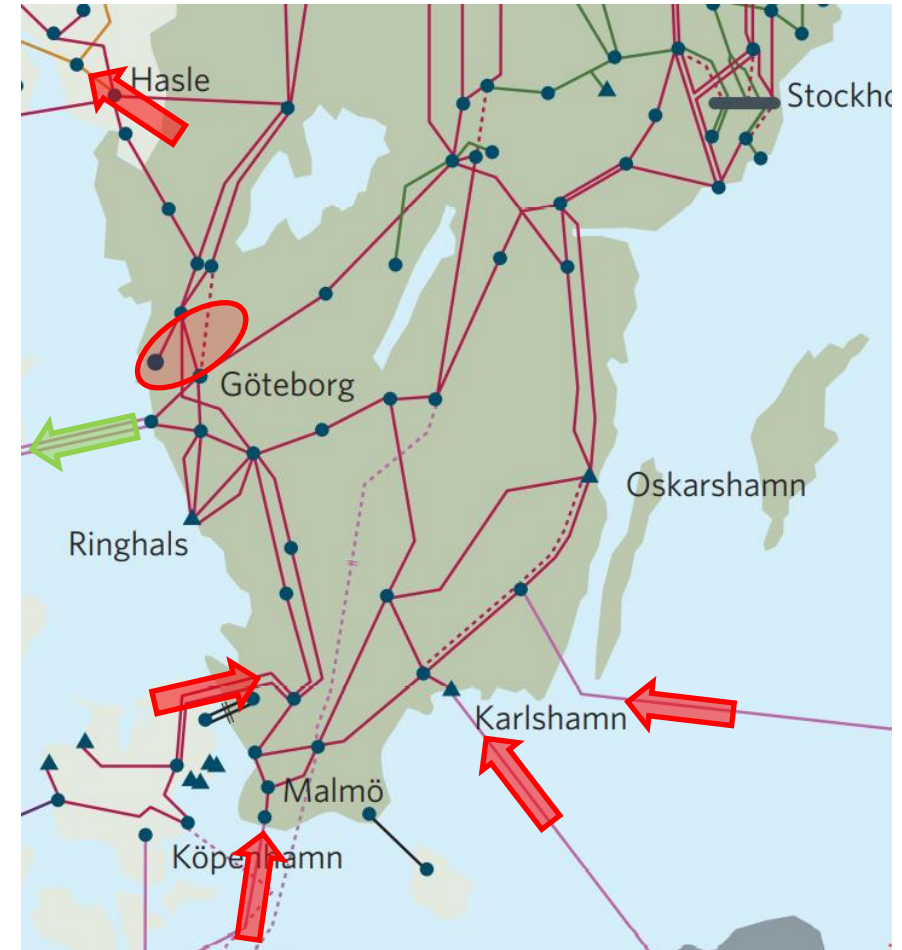 Hasle
Stockho
Göteborg
Oskarshamn
Ringhals
Karlshamn
Malmö
Köpenhamn